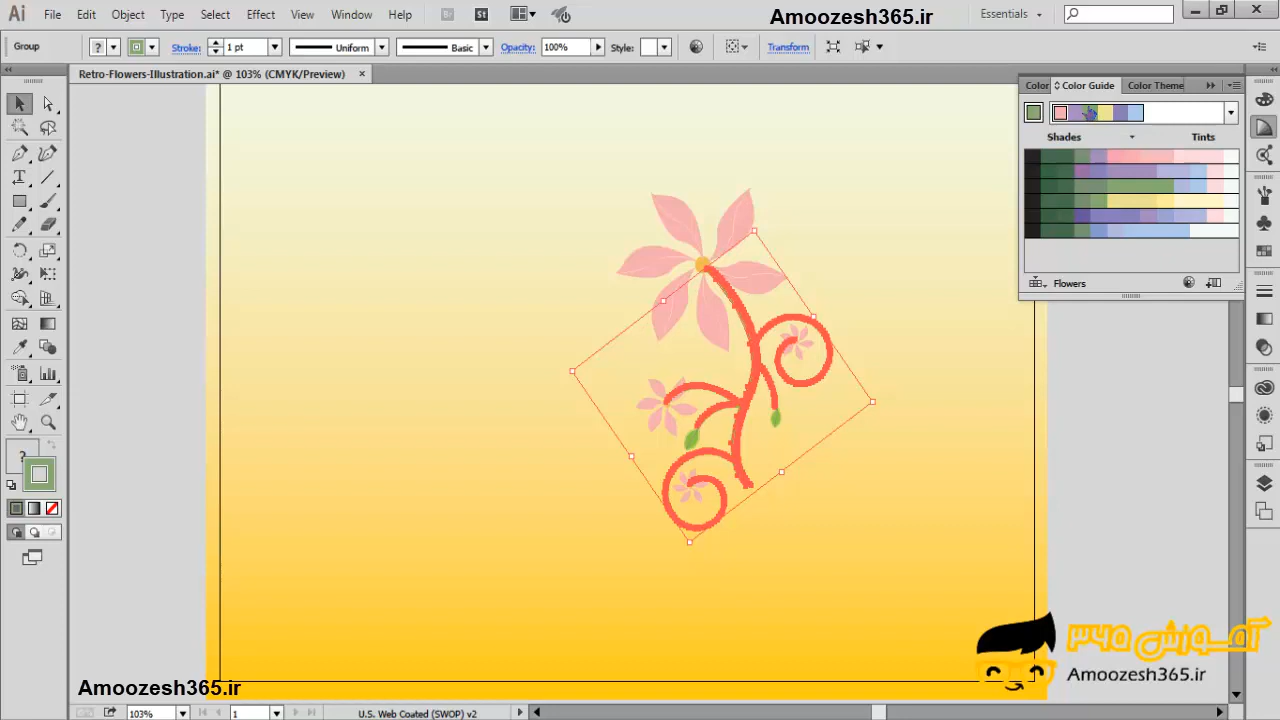 Ai File Edit Object Type Select Effect View Window Help Br St Essentials
Amoozesh365.ir
Group ? Stroke: 1 pt Uniform Basic Opacity: 100% Style: Transform
Retro-Flowers-Illustration.ai* @ 103% (CMYK/Preview) ×
Color Color Guide Color Theme
Shades Tints
Flowers
T
?
آموزش ۳۶۵
Amoozesh365.ir
Amoozesh365.ir
103% 1 U.S. Web Coated (SWOP) v2